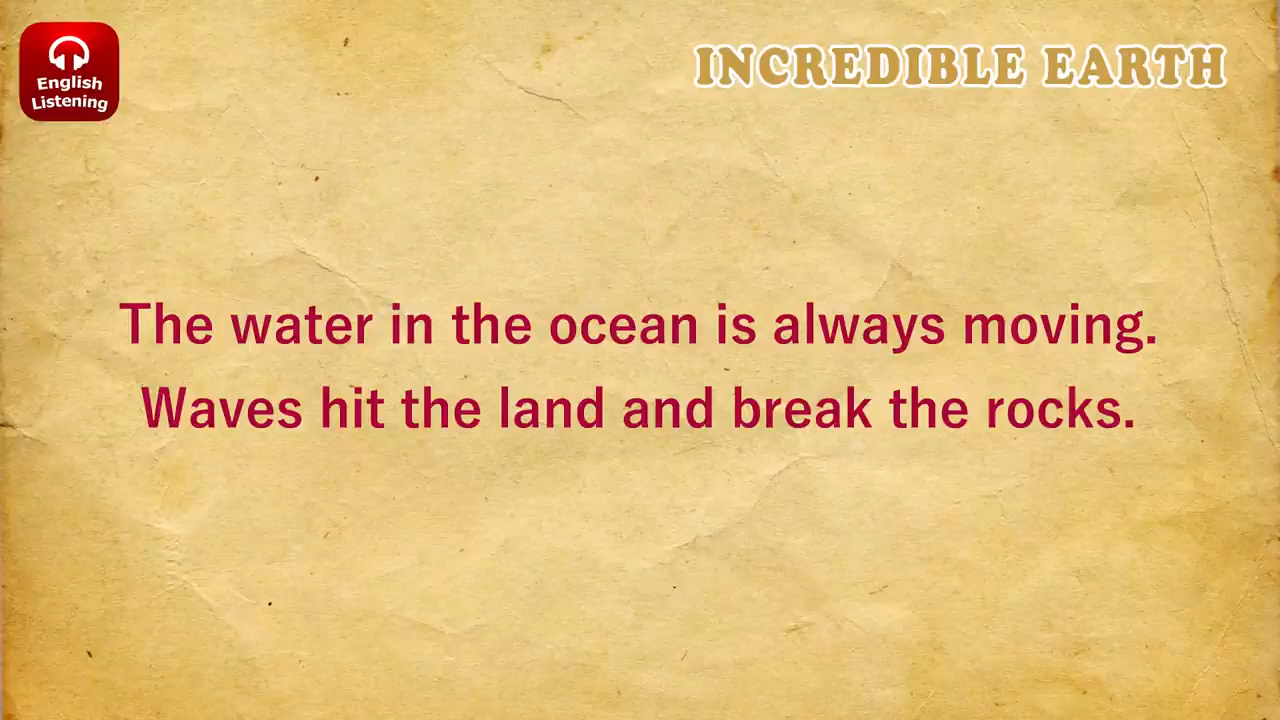 English
Listening
INCREDIBLE EARTH
The water in the ocean is always moving.
Waves hit the land and break the rocks.